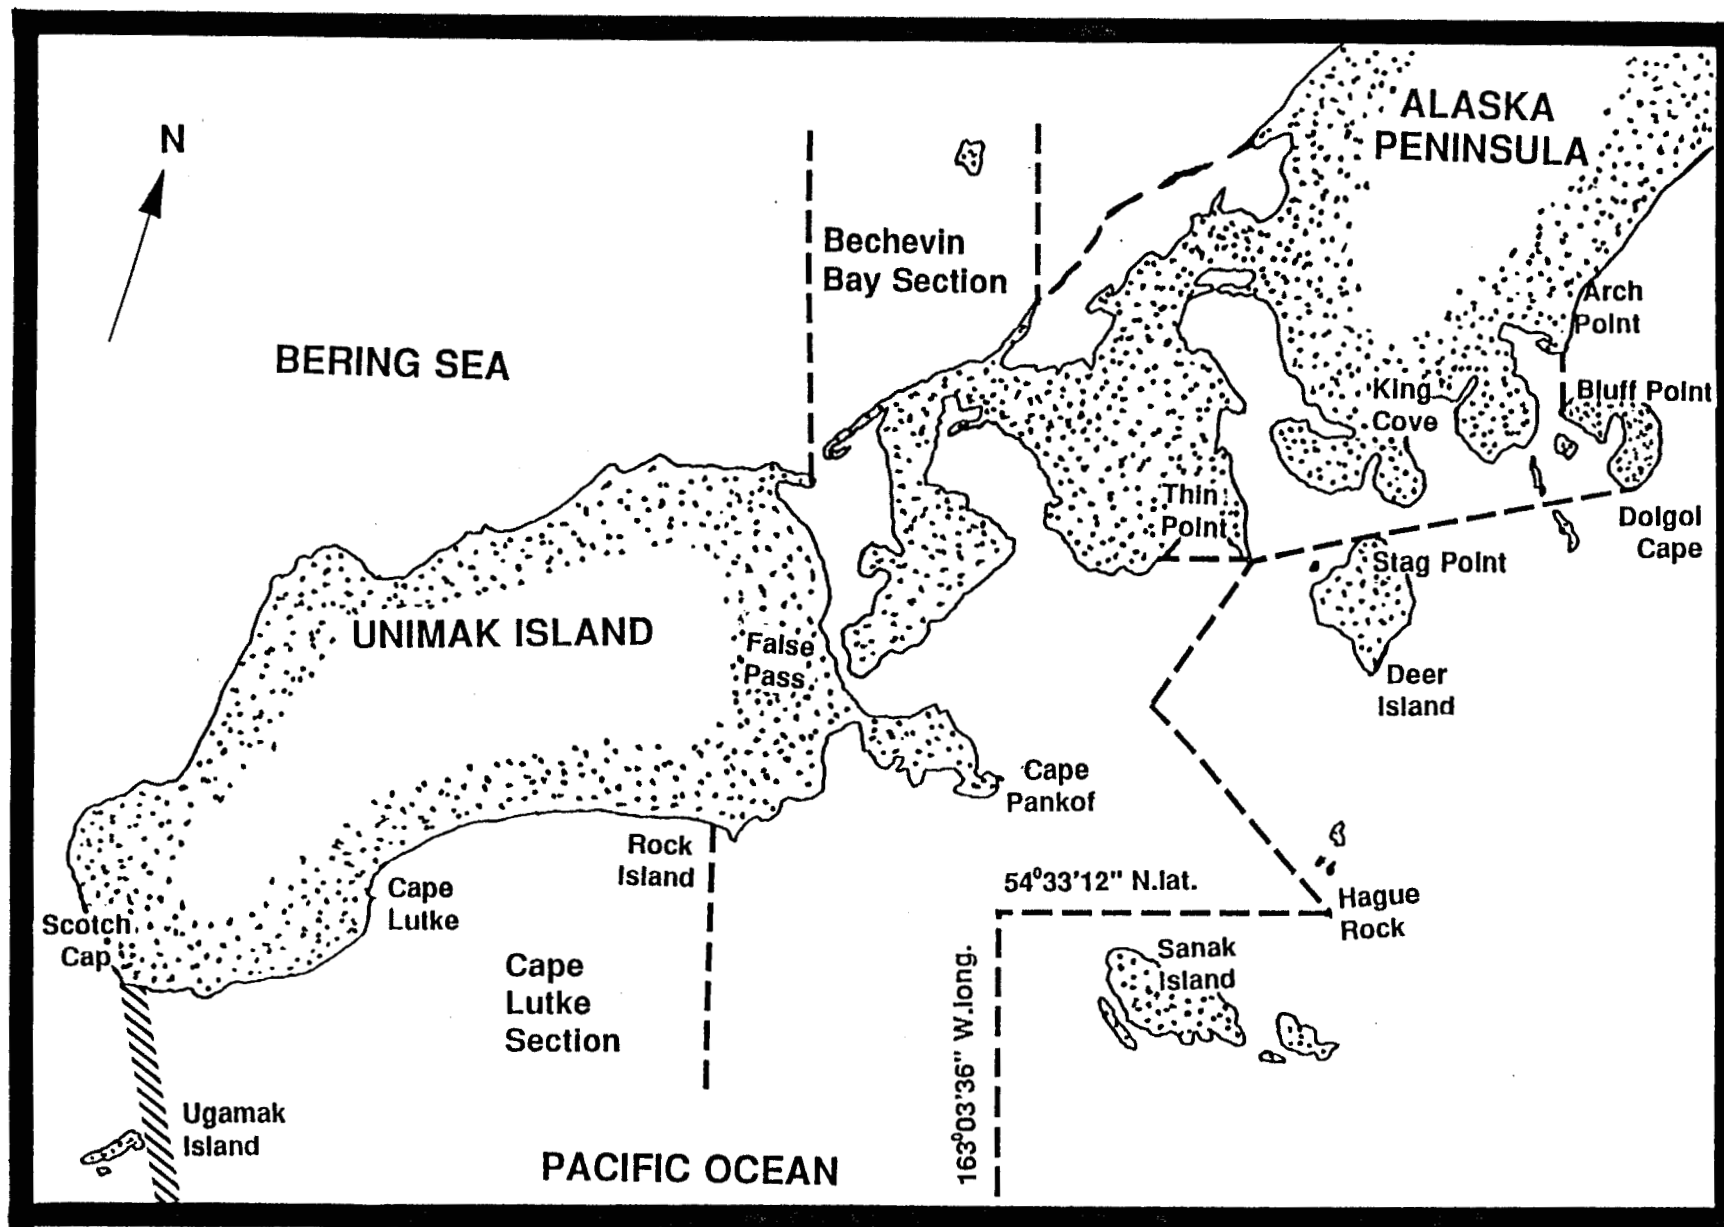 ALASKA
PENINSULA
N
Bechevin
Bay Section
Arch
Point
BERING SEA
King
Cove
Bluff Point
Thin
Point
Dolgoi
Cape
Stag Point
UNIMAK ISLAND
False
Pass
Deer
Island
Cape
Pankof
Rock
Island
54°33'12" N.lat.
Cape
Lutke
Hague
Rock
Scotch
Cap
Sanak
Island
Cape
Lutke
Section
163°03'36" W.long.
Ugamak
Island
PACIFIC OCEAN